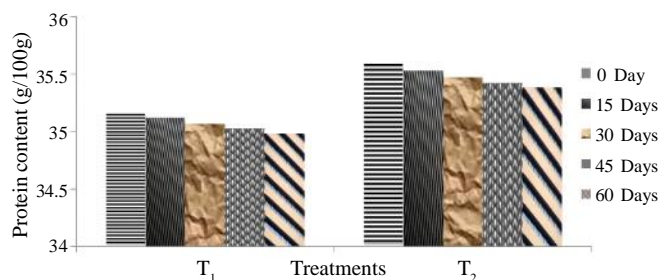 Protein content (g/100g)
36
35.5
35
34.5
34
T₁
Treatments
T₂
0 Day
15 Days
30 Days
45 Days
60 Days